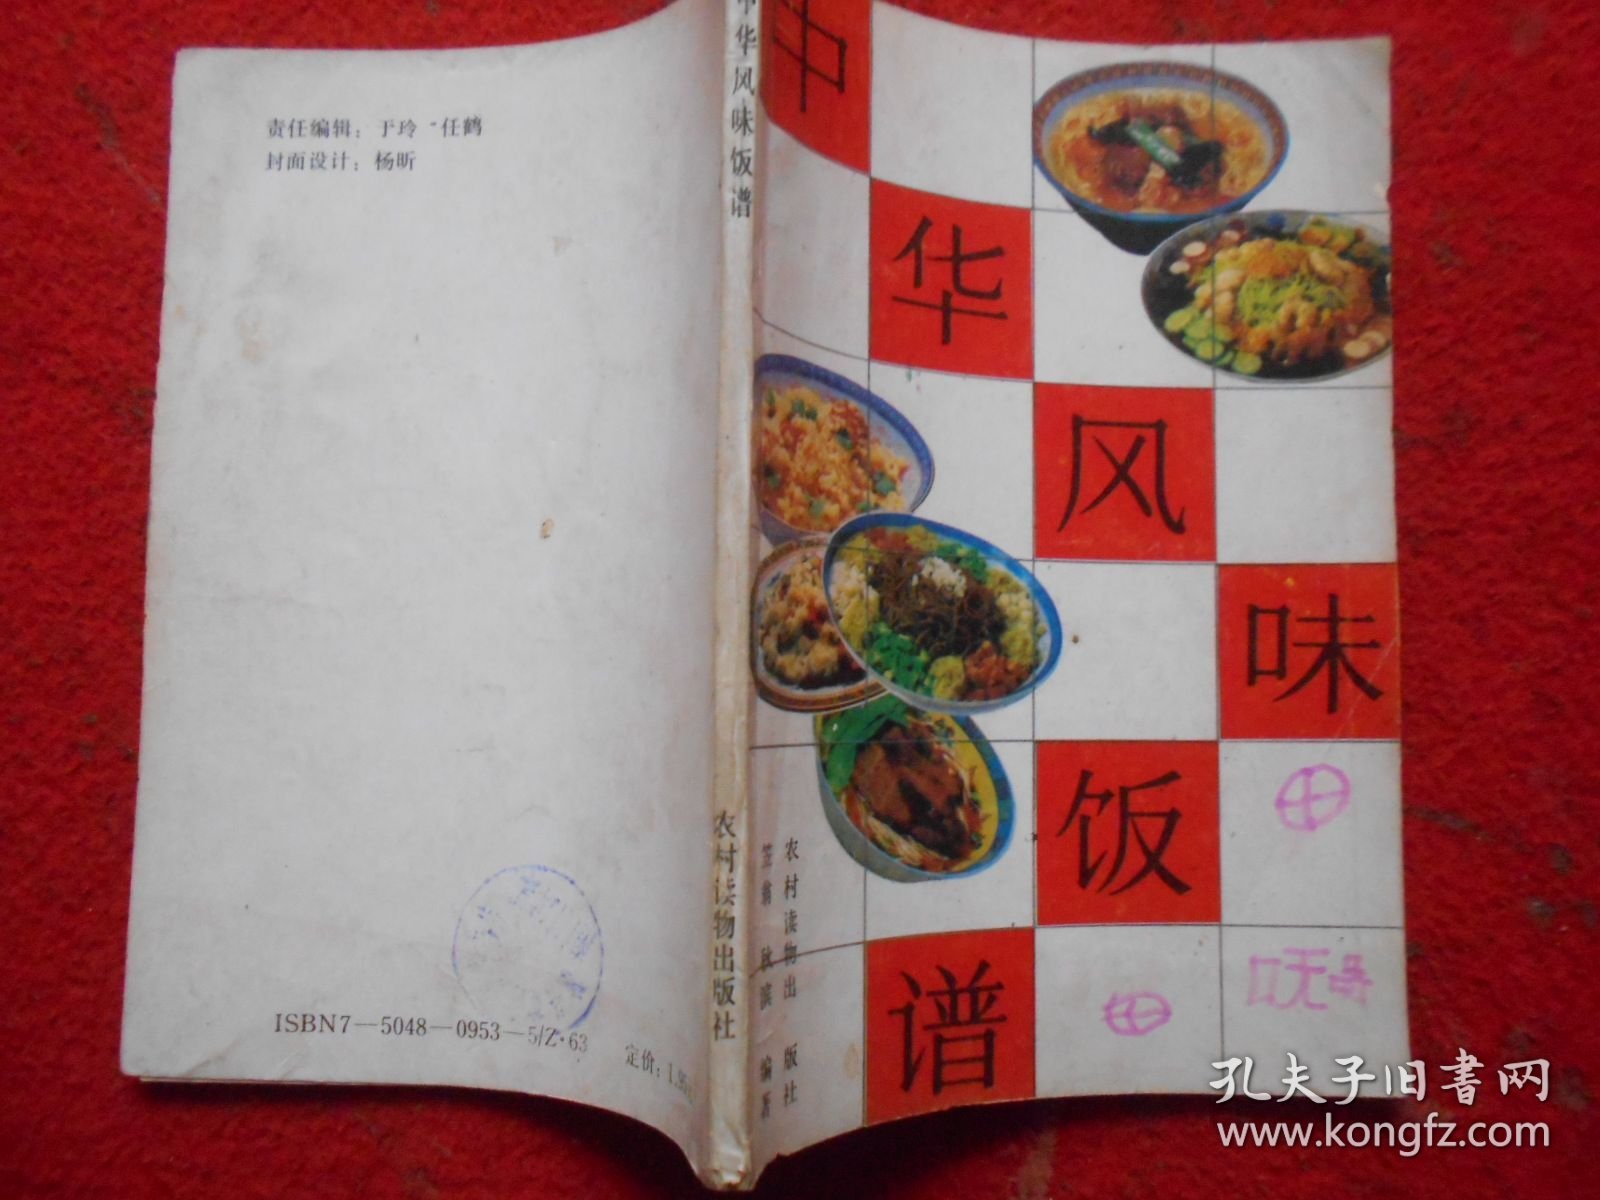 责任编辑：于玲 任鹤
封面设计：杨昕
ISBN7—5048—0953—5/Z·63
定价：1.95
中华风味饭谱
农村读物出版社
中
华
风
味
饭
谱
农村读物出版社
编著
孔夫子旧书网
www.kongfz.com